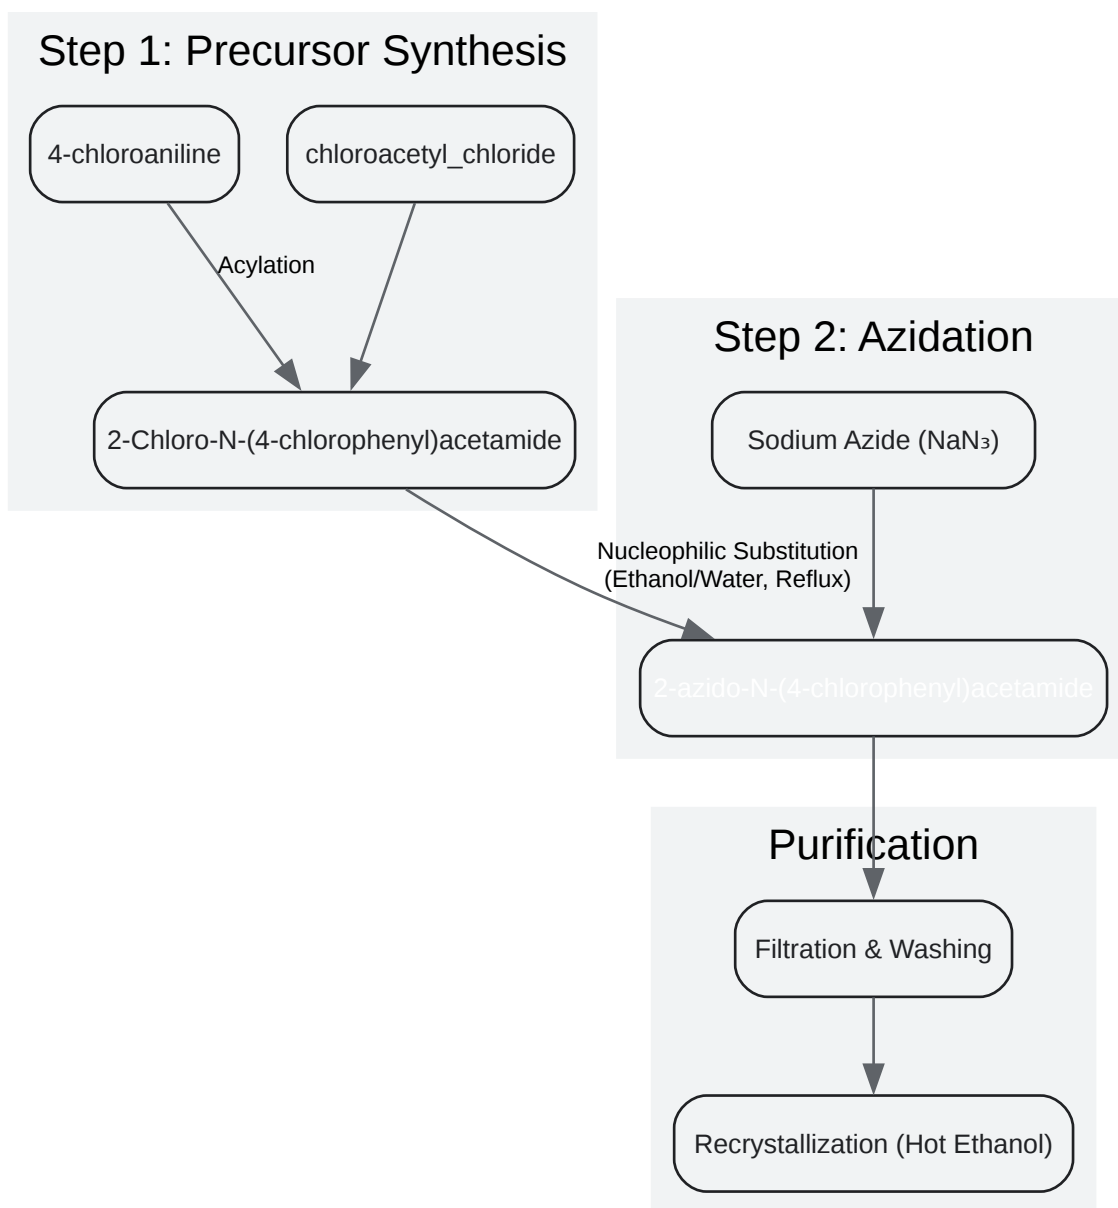 Step 1: Precursor Synthesis
4-chloroaniline
chloroacetyl_chloride
Acylation
2-Chloro-N-(4-chlorophenyl)acetamide
Step 2: Azidation
Sodium Azide (NaN₃)
Nucleophilic Substitution
(Ethanol/Water, Reflux)
2-azido-N-(4-chlorophenyl)acetamide
Purification
Filtration & Washing
Recrystallization (Hot Ethanol)